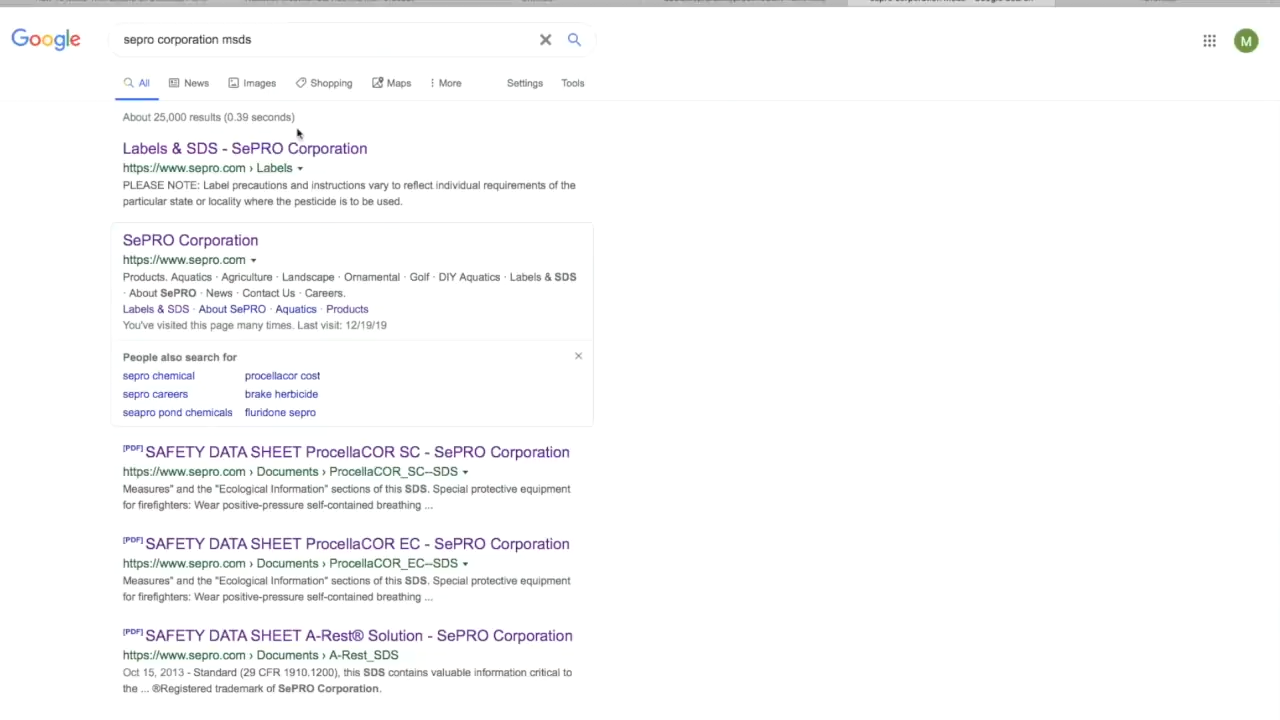 Google
sepro corporation msds
M
All News Images Shopping Maps More Settings Tools
About 25,000 results (0.39 seconds)
Labels & SDS - SePRO Corporation
https://www.sepro.com › Labels
PLEASE NOTE: Label precautions and instructions vary to reflect individual requirements of the
particular state or locality where the pesticide is to be used.
SePRO Corporation
https://www.sepro.com
Products. Aquatics · Agriculture · Landscape · Ornamental · Golf · DIY Aquatics · Labels & SDS
· About SePRO · News · Contact Us · Careers.
Labels & SDS · About SePRO · Aquatics · Products
You've visited this page many times. Last visit: 12/19/19
People also search for
sepro chemical procellacor cost
sepro careers brake herbicide
seapro pond chemicals fluridone sepro
[PDF] SAFETY DATA SHEET ProcellaCOR SC - SePRO Corporation
https://www.sepro.com › Documents › ProcellaCOR_SC--SDS
Measures" and the "Ecological Information" sections of this SDS. Special protective equipment
for firefighters: Wear positive-pressure self-contained breathing ...
[PDF] SAFETY DATA SHEET ProcellaCOR EC - SePRO Corporation
https://www.sepro.com › Documents › ProcellaCOR_EC--SDS
Measures" and the "Ecological Information" sections of this SDS. Special protective equipment
for firefighters: Wear positive-pressure self-contained breathing ...
[PDF] SAFETY DATA SHEET A-Rest® Solution - SePRO Corporation
https://www.sepro.com › Documents › A-Rest_SDS
Oct 15, 2013 - Standard (29 CFR 1910.1200), this SDS contains valuable information critical to
the ... ®Registered trademark of SePRO Corporation.